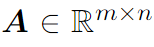 𝑨 ∈ ℝ^{m×n}